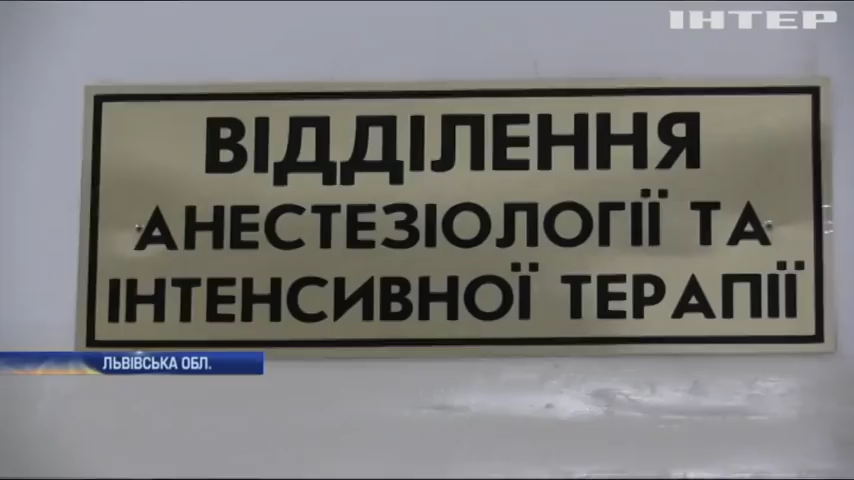 ІНТЕР
ВІДДІЛЕННЯ
АНЕСТЕЗІОЛОГІЇ ТА
ІНТЕНСИВНОЇ ТЕРАПІЇ
ЛЬВІВСЬКА ОБЛ.